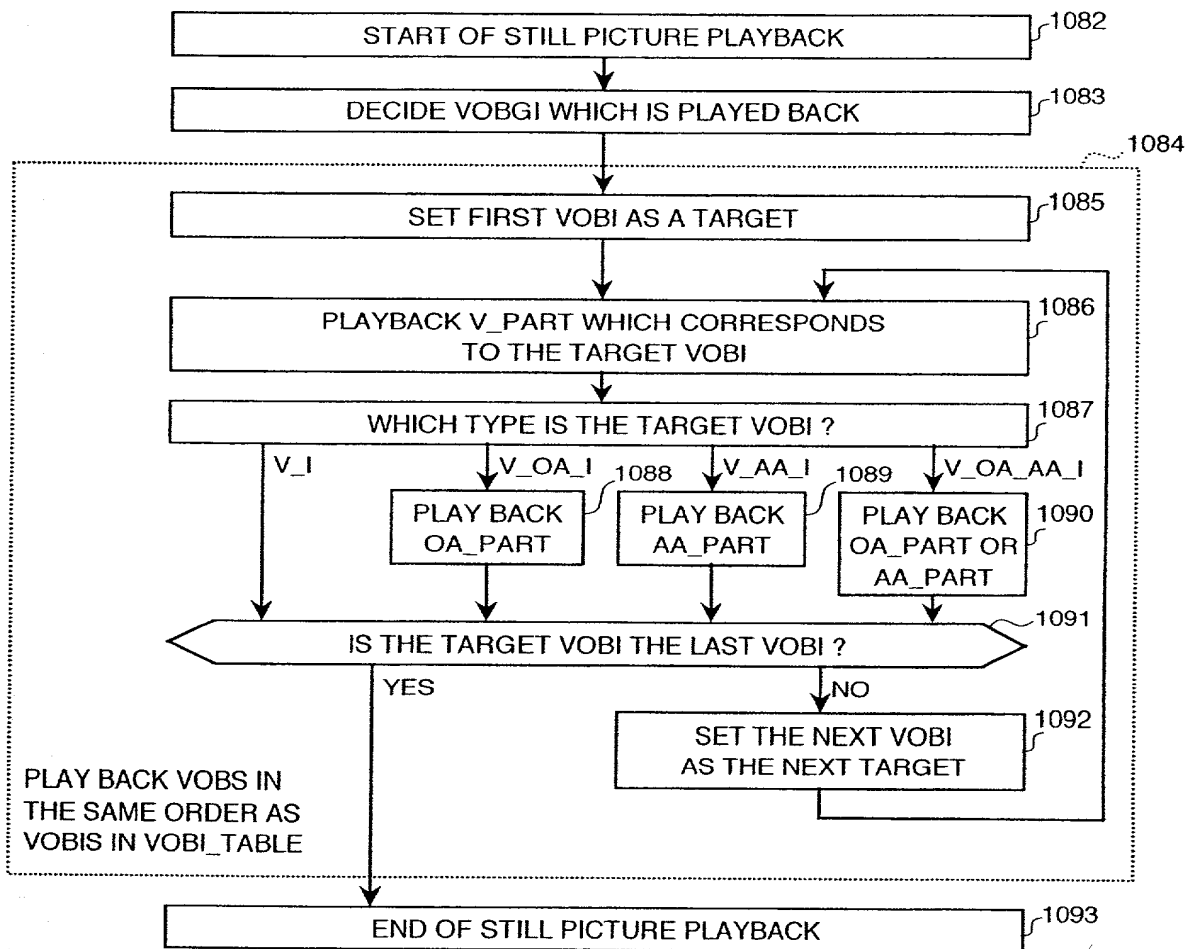 START OF STILL PICTURE PLAYBACK
1082
DECIDE VOBGI WHICH IS PLAYED BACK
1083
1084
SET FIRST VOBI AS A TARGET
1085
PLAYBACK V_PART WHICH CORRESPONDS
TO THE TARGET VOBI
1086
WHICH TYPE IS THE TARGET VOBI ?
1087
V_I
V_OA_I
V_AA_I
V_OA_AA_I
1088
PLAY BACK
OA_PART
1089
PLAY BACK
AA_PART
1090
PLAY BACK
OA_PART OR
AA_PART
1091
IS THE TARGET VOBI THE LAST VOBI ?
YES
NO
1092
SET THE NEXT VOBI
AS THE NEXT TARGET
PLAY BACK VOBS IN
THE SAME ORDER AS
VOBIS IN VOBI_TABLE
END OF STILL PICTURE PLAYBACK
1093